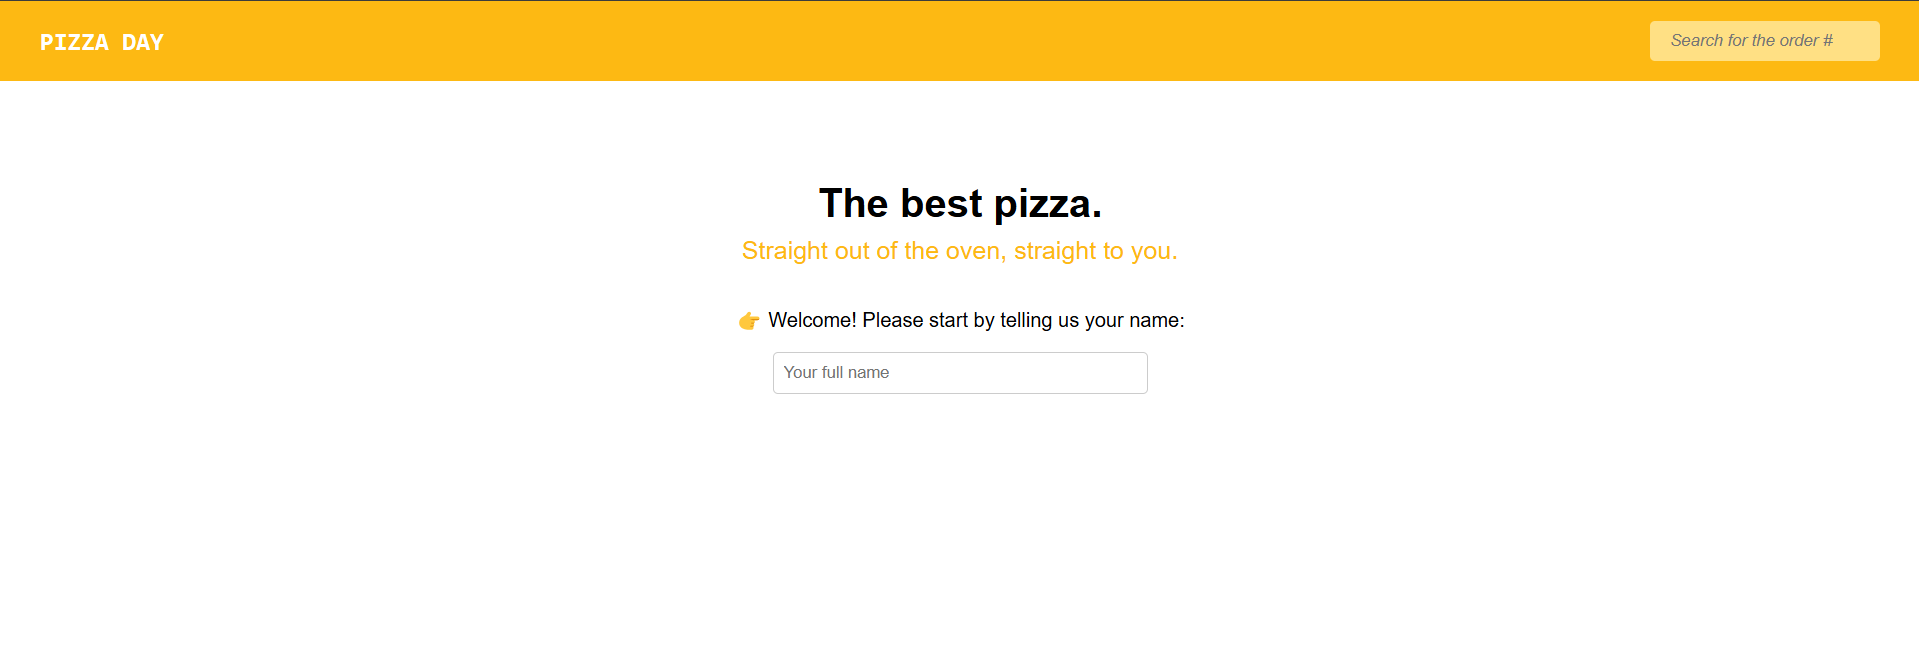 PIZZA DAY
Search for the order #
The best pizza.
Straight out of the oven, straight to you.
👉 Welcome! Please start by telling us your name:
Your full name